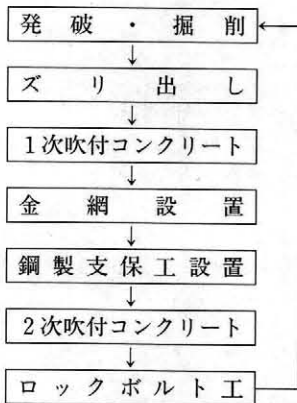 発破・掘削
ズリ出し
1次吹付コンクリート
金網設置
鋼製支保工設置
2次吹付コンクリート
ロックボルト工